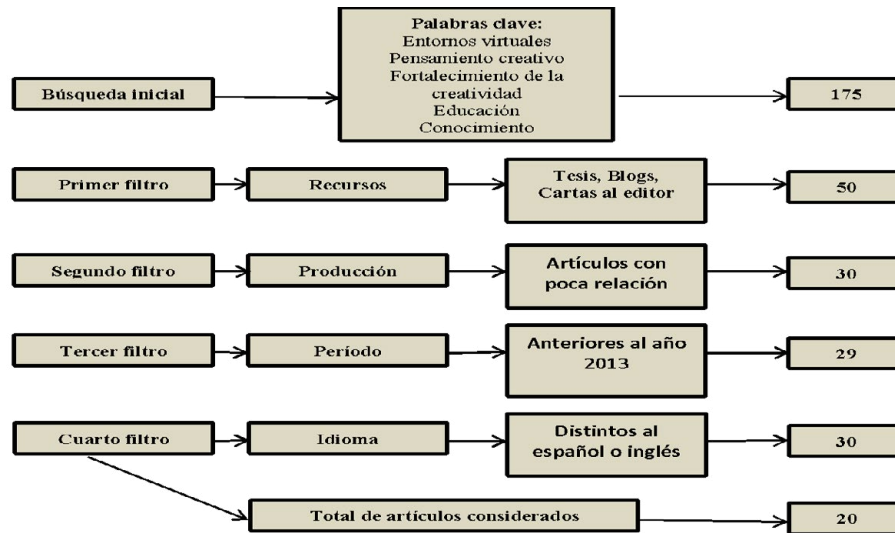 Palabras clave:
Entornos virtuales
Pensamiento creativo
Fortalecimiento de la
creatividad
Educación
Conocimiento
Búsqueda inicial
175
Primer filtro
Recursos
Tesis, Blogs,
Cartas al editor
50
Segundo filtro
Producción
Artículos con
poca relación
30
Tercer filtro
Período
Anteriores al año
2013
29
Cuarto filtro
Idioma
Distintos al
español o inglés
30
Total de artículos considerados
20